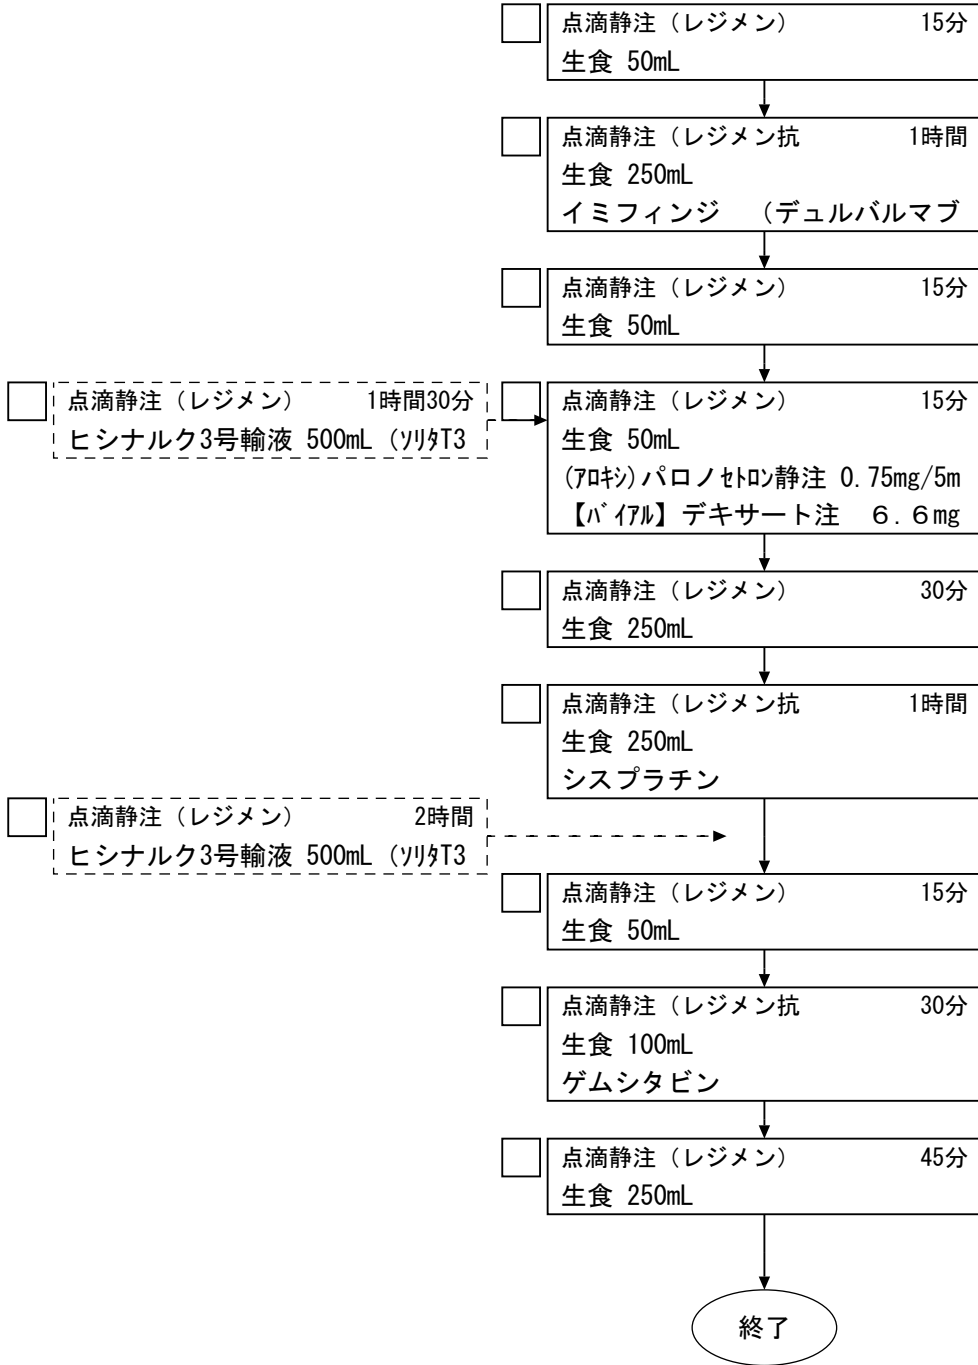 点滴静注（レジメン） 15分
生食 50mL
点滴静注（レジメン抗 1時間
生食 250mL
イミフィンジ （デュルバルマブ
点滴静注（レジメン） 15分
生食 50mL
点滴静注（レジメン） 1時間30分
ヒシナルク3号輸液 500mL（ｿﾘﾀT3
点滴静注（レジメン） 15分
生食 50mL
(ｱﾛｷｼ)パロノｾﾄﾛﾝ静注 0.75mg/5m
【ﾊﾞｲｱﾙ】デキサート注 ６.６mg
点滴静注（レジメン） 30分
生食 250mL
点滴静注（レジメン抗 1時間
生食 250mL
シスプラチン
点滴静注（レジメン） 2時間
ヒシナルク3号輸液 500mL（ｿﾘﾀT3
点滴静注（レジメン） 15分
生食 50mL
点滴静注（レジメン抗 30分
生食 100mL
ゲムシタビン
点滴静注（レジメン） 45分
生食 250mL
終了